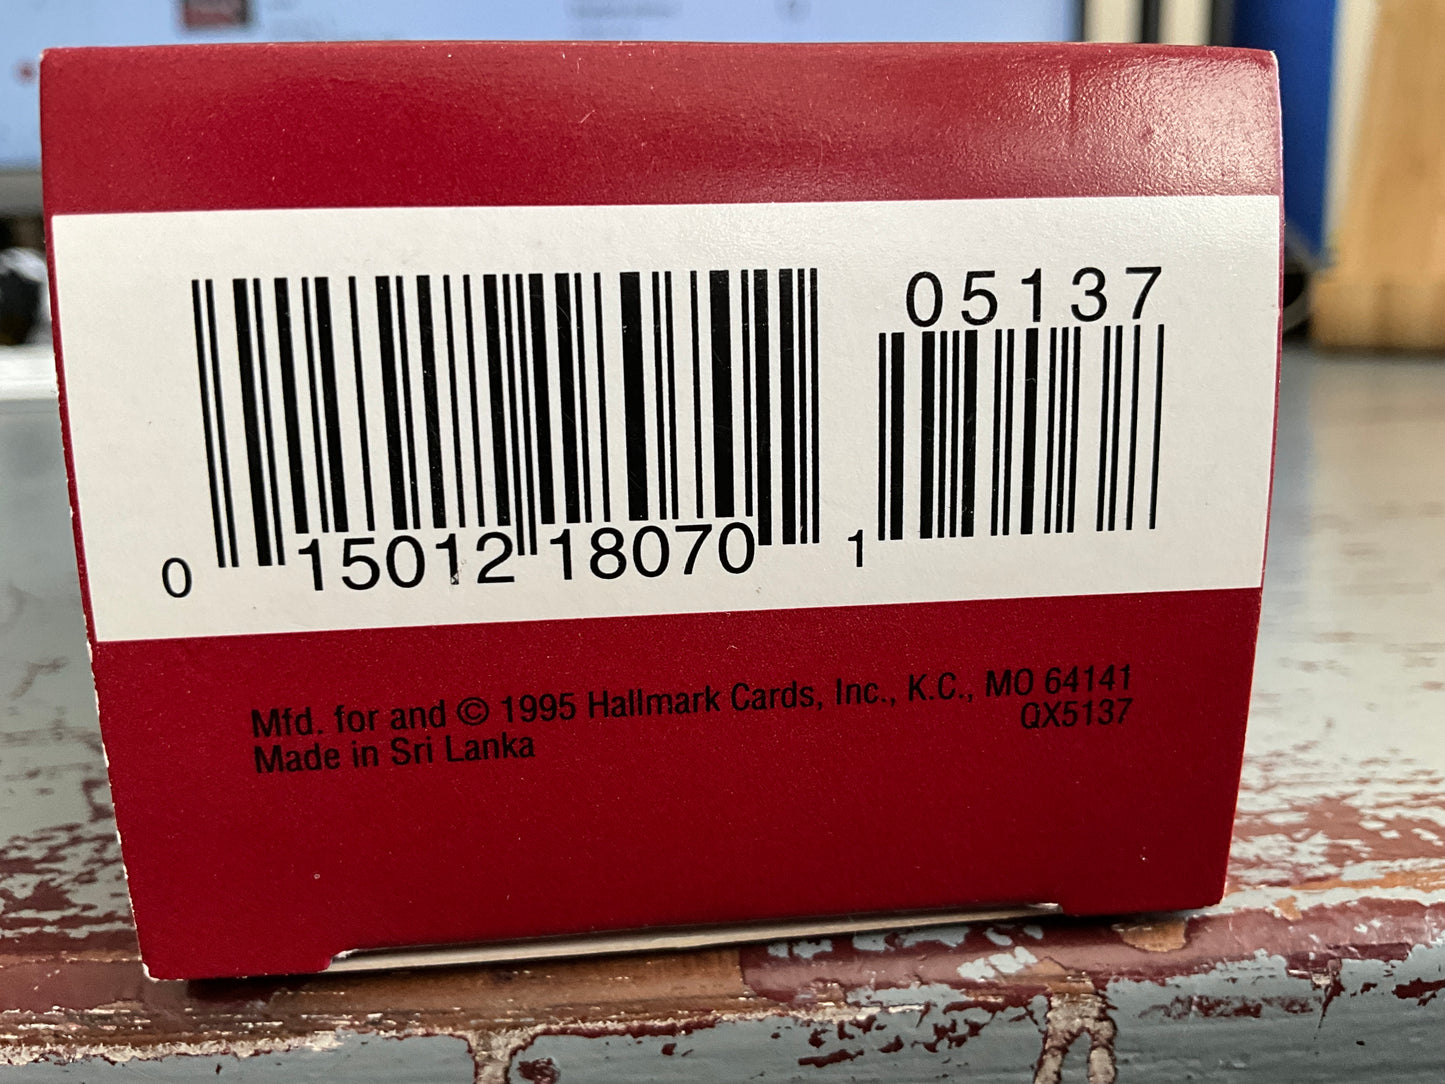 05137
0 15012 18070 1
Mfd. for and © 1995 Hallmark Cards, Inc., K.C., MO 64141
QX5137
Made in Sri Lanka